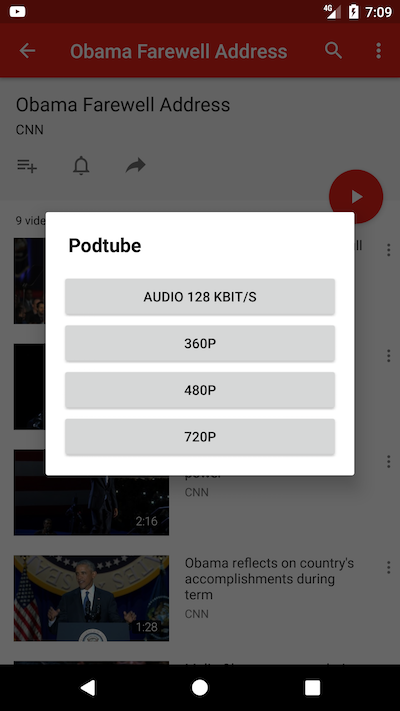 4G
7:09
Obama Farewell Address
Obama Farewell Address
CNN
9 vide
ll
Podtube
AUDIO 128 KBIT/S
360P
480P
720P
power
CNN
2:16
Obama reflects on country's
accomplishments during
term
CNN
1:28